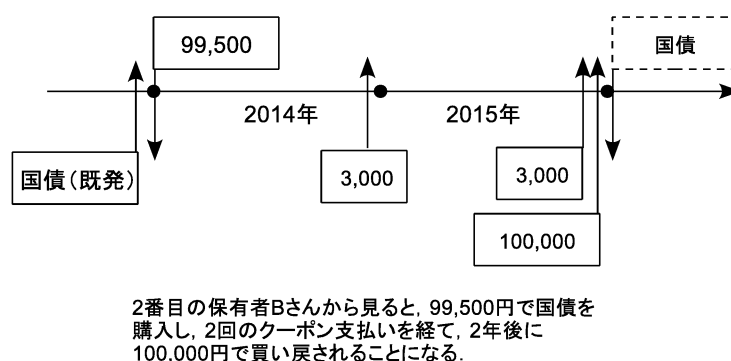 99,500
国債
2014年
2015年
国債(既発)
3,000
3,000
100,000
2番目の保有者Bさんから見ると, 99,500円で国債を
購入し, 2回のクーポン支払いを経て, 2年後に
100,000円で買い戻されることになる.